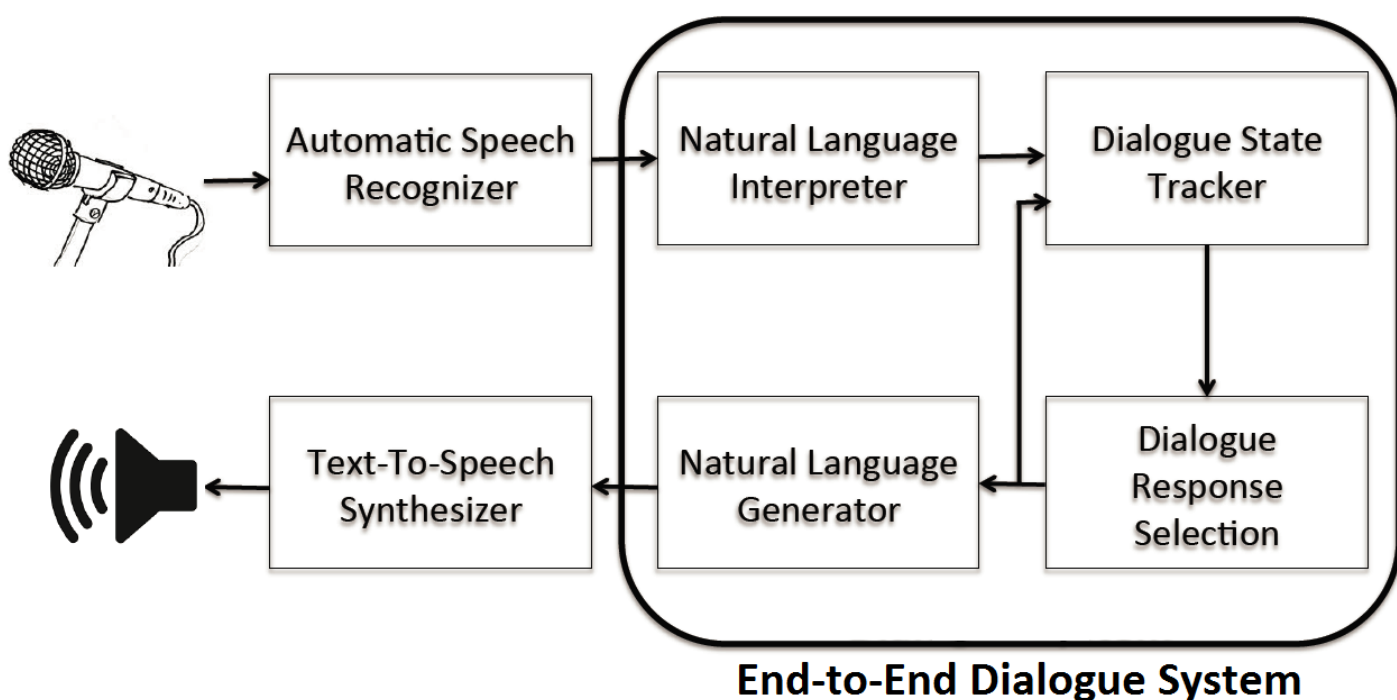 Automatic Speech
Recognizer
Natural Language
Interpreter
Dialogue State
Tracker
Text-To-Speech
Synthesizer
Natural Language
Generator
Dialogue
Response
Selection
End-to-End Dialogue System